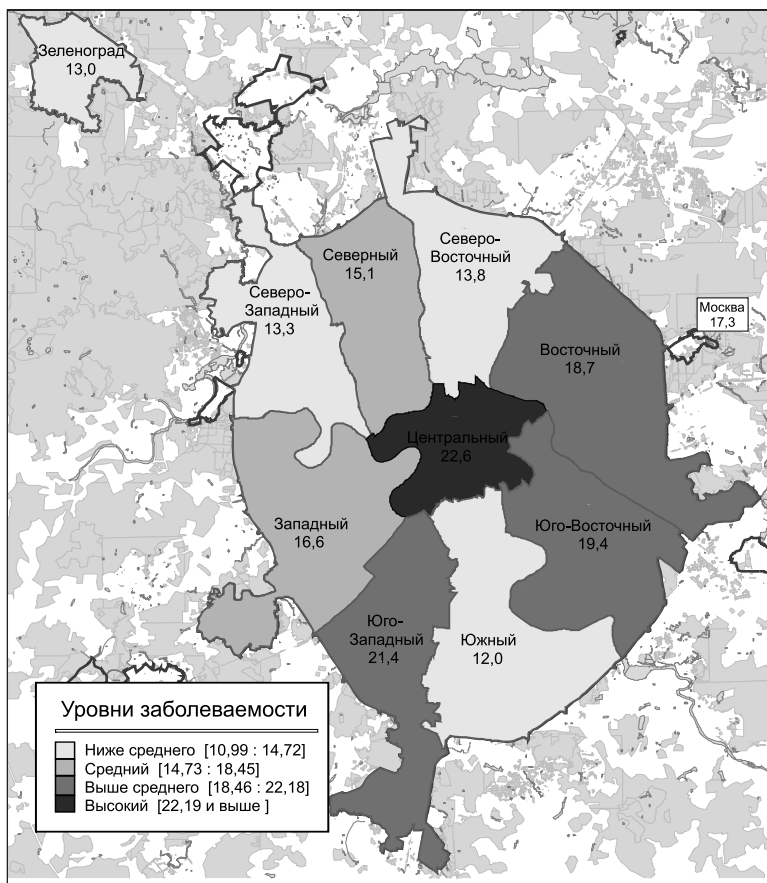 Зеленоград
13,0
Северный
15,1
Северо-
Восточный
13,8
Северо-
Западный
13,3
Москва
17,3
Восточный
18,7
Центральный
22,6
Западный
16,6
Юго-Восточный
19,4
Юго-
Западный
21,4
Южный
12,0
Уровни заболеваемости
Ниже среднего [10,99 : 14,72]
Средний [14,73 : 18,45]
Выше среднего [18,46 : 22,18]
Высокий [22,19 и выше ]